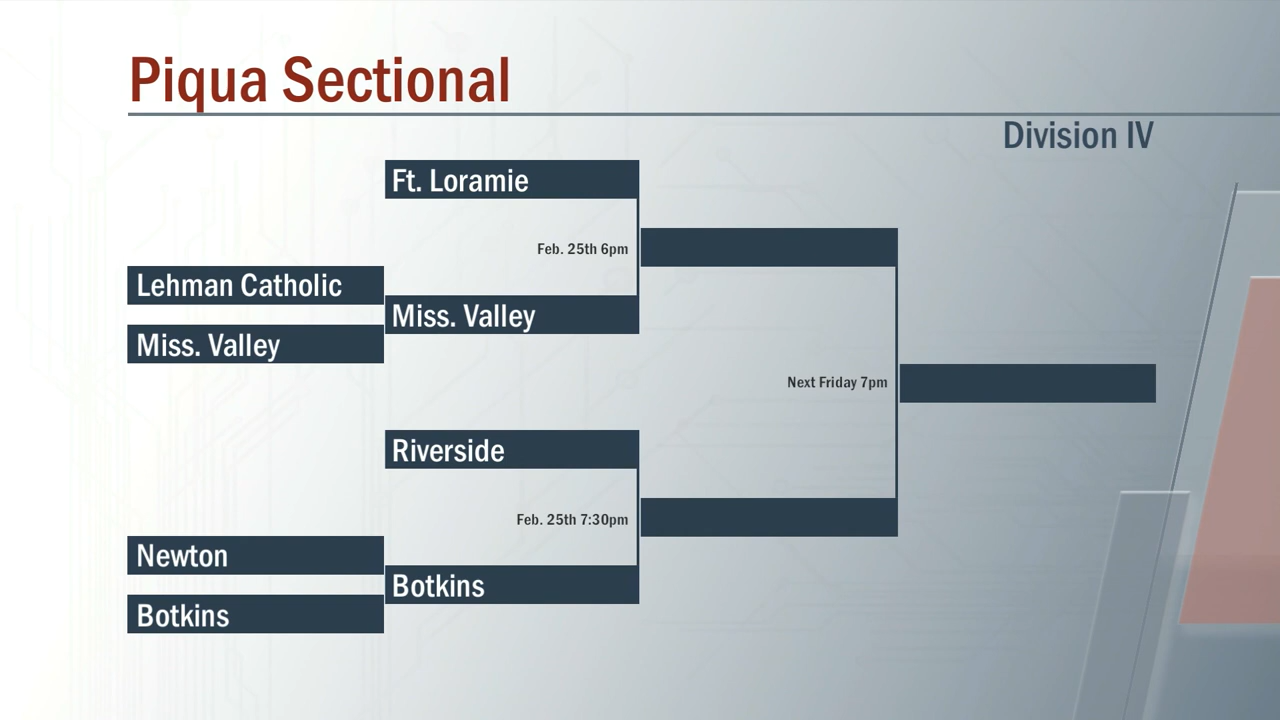 Piqua Sectional
Division IV
Ft. Loramie
Feb. 25th 6pm
Lehman Catholic
Miss. Valley
Miss. Valley
Next Friday 7pm
Riverside
Feb. 25th 7:30pm
Newton
Botkins
Botkins